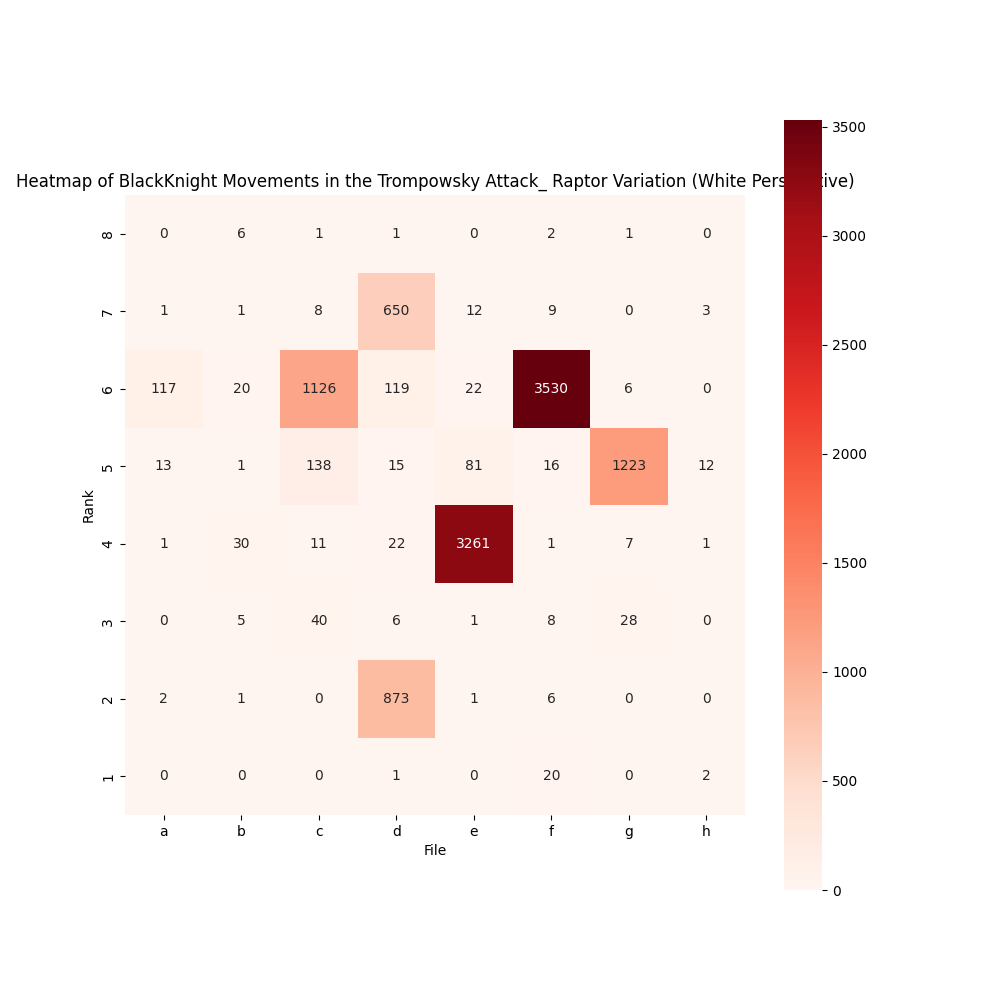 Heatmap of BlackKnight Movements in the Trompowsky Attack_ Raptor Variation (White Perspective)
8 0 6 1 1 0 2 1 0
7 1 1 8 650 12 9 0 3
6 117 20 1126 119 22 3530 6 0
5 13 1 138 15 81 16 1223 12
Rank
4 1 30 11 22 3261 1 7 1
3 0 5 40 6 1 8 28 0
2 2 1 0 873 1 6 0 0
1 0 0 0 1 0 20 0 2
a b c d e f g h
File
3500
3000
2500
2000
1500
1000
500
0